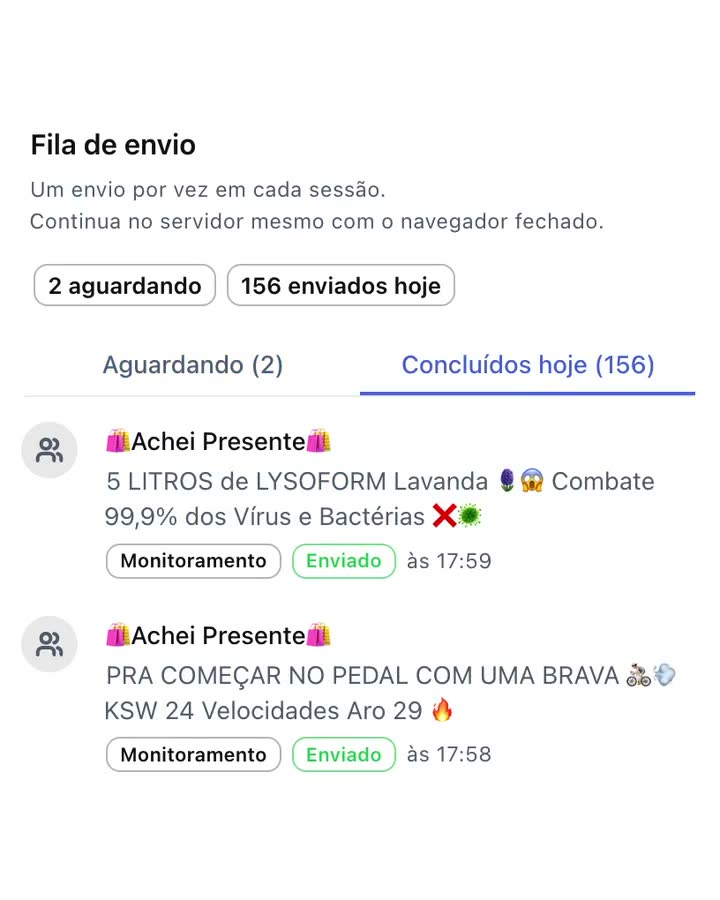 Fila de envio
Um envio por vez em cada sessão.
Continua no servidor mesmo com o navegador fechado.
2 aguardando 156 enviados hoje
Aguardando (2) Concluídos hoje (156)
🛍️Achei Presente🛍️
5 LITROS de LYSOFORM Lavanda 🪻😱 Combate
99,9% dos Vírus e Bactérias ❌🦠
Monitoramento Enviado às 17:59
🛍️Achei Presente🛍️
PRA COMEÇAR NO PEDAL COM UMA BRAVA 🚴🏻💨
KSW 24 Velocidades Aro 29 🔥
Monitoramento Enviado às 17:58